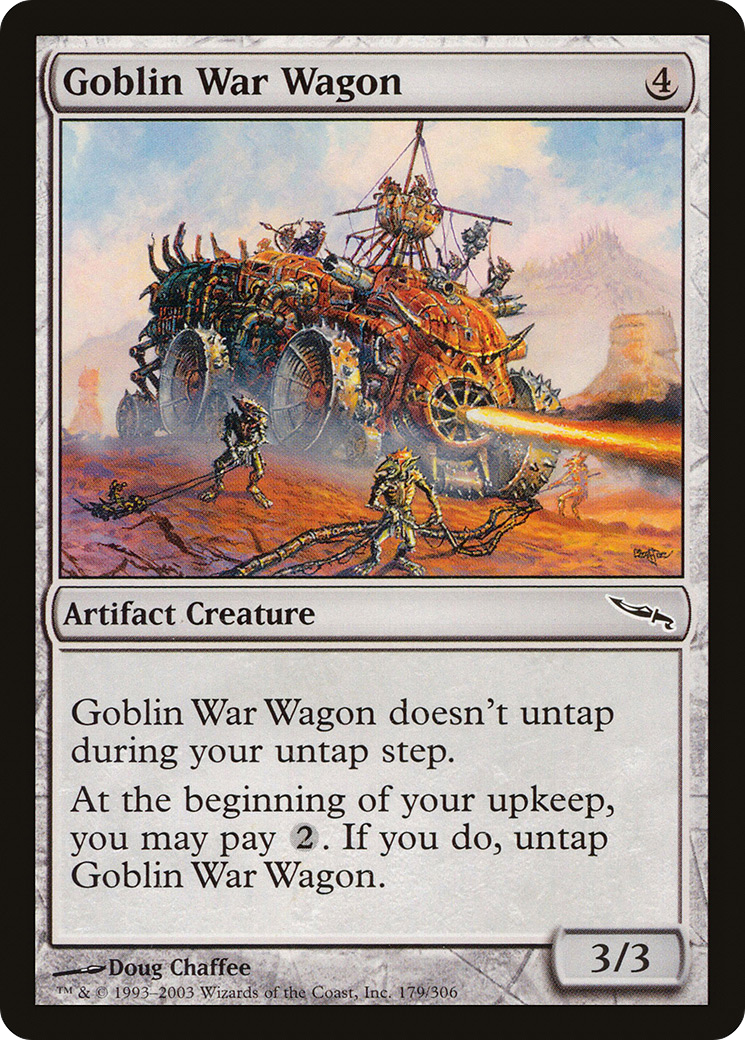 Goblin War Wagon 4
Artifact Creature
Goblin War Wagon doesn't untap
during your untap step.
At the beginning of your upkeep,
you may pay 2. If you do, untap
Goblin War Wagon.
3/3
Doug Chaffee
™ & © 1993–2003 Wizards of the Coast, Inc. 179/306